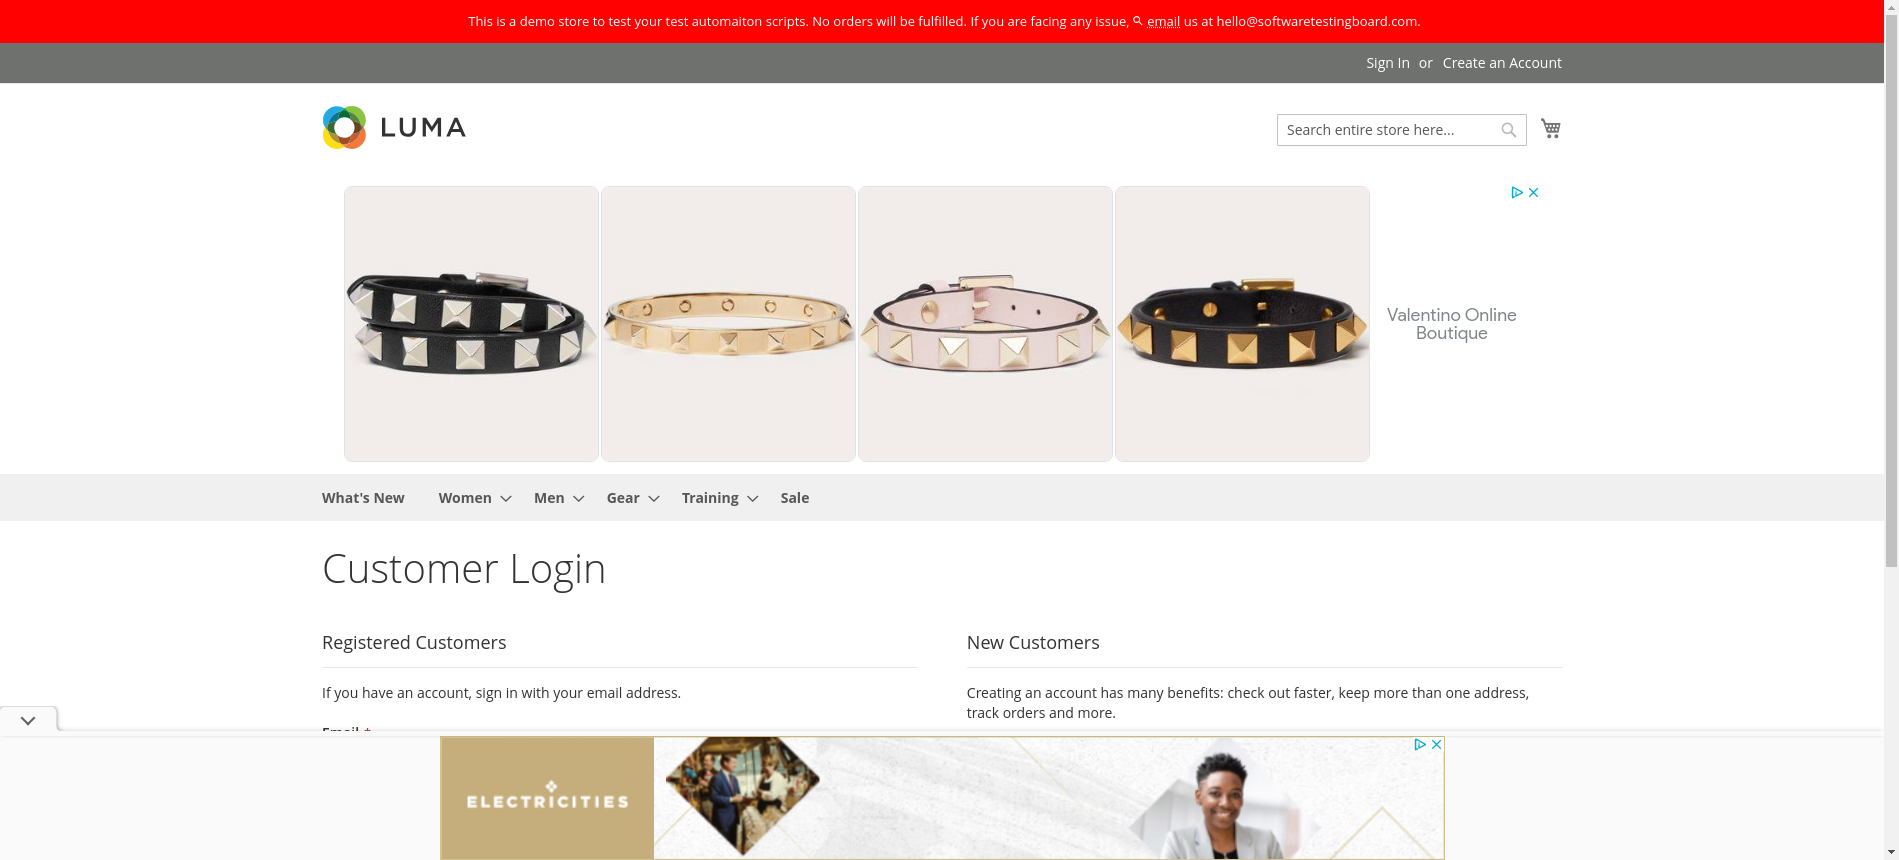 This is a demo store to test your test automaiton scripts. No orders will be fulfilled. If you are facing any issue, email us at hello@softwaretestingboard.com.
Sign In or Create an Account
LUMA
Search entire store here...
Valentino Online
Boutique
What's New Women Men Gear Training Sale
Customer Login
Registered Customers
If you have an account, sign in with your email address.
Email *
New Customers
Creating an account has many benefits: check out faster, keep more than one address,
track orders and more.
ELECTRICITIES